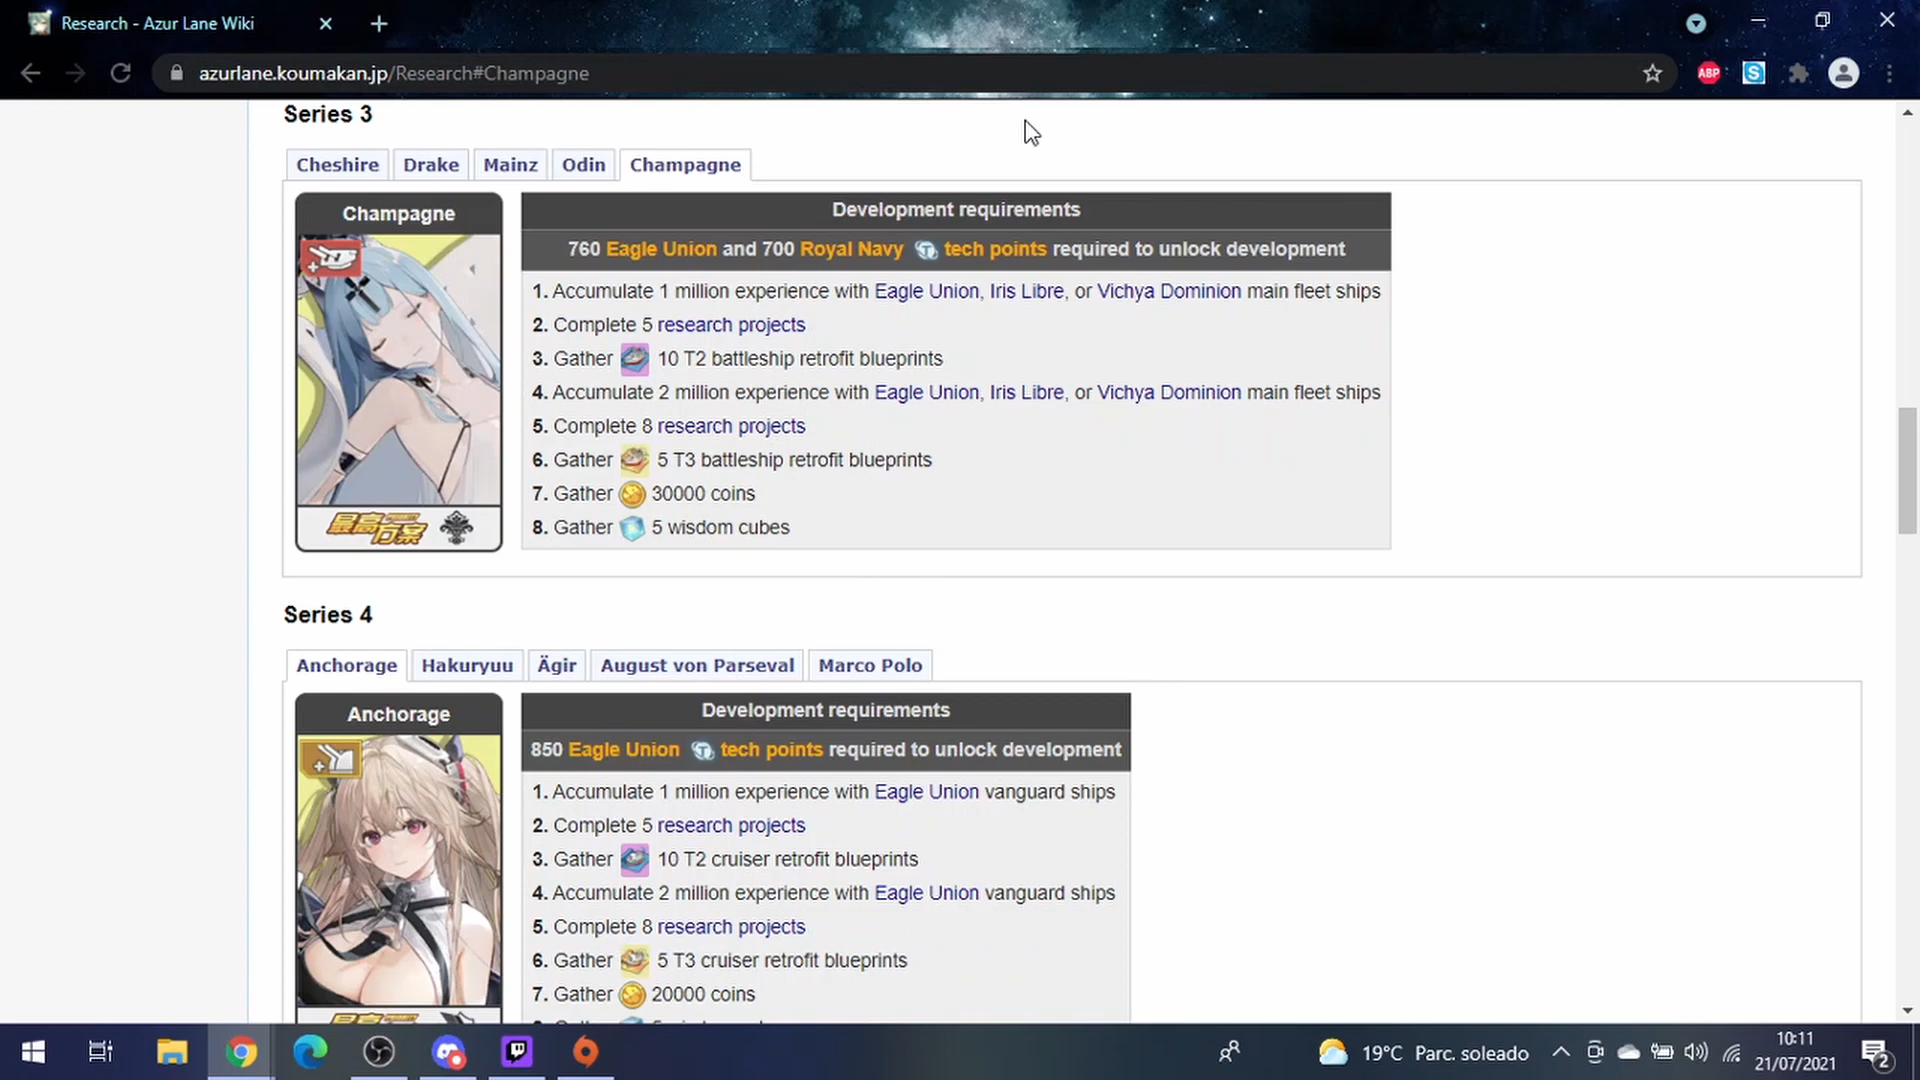 Research - Azur Lane Wiki
azurlane.koumakan.jp/Research#Champagne
ABP
S
Series 3
Cheshire
Drake
Mainz
Odin
Champagne
Champagne
最高方案
Development requirements
760 Eagle Union and 700 Royal Navy tech points required to unlock development
1. Accumulate 1 million experience with Eagle Union, Iris Libre, or Vichya Dominion main fleet ships
2. Complete 5 research projects
3. Gather 10 T2 battleship retrofit blueprints
4. Accumulate 2 million experience with Eagle Union, Iris Libre, or Vichya Dominion main fleet ships
5. Complete 8 research projects
6. Gather 5 T3 battleship retrofit blueprints
7. Gather 30000 coins
8. Gather 5 wisdom cubes
Series 4
Anchorage
Hakuryuu
Ägir
August von Parseval
Marco Polo
Anchorage
Development requirements
850 Eagle Union tech points required to unlock development
1. Accumulate 1 million experience with Eagle Union vanguard ships
2. Complete 5 research projects
3. Gather 10 T2 cruiser retrofit blueprints
4. Accumulate 2 million experience with Eagle Union vanguard ships
5. Complete 8 research projects
6. Gather 5 T3 cruiser retrofit blueprints
7. Gather 20000 coins
19°C Parc. soleado
10:11
21/07/2021
2